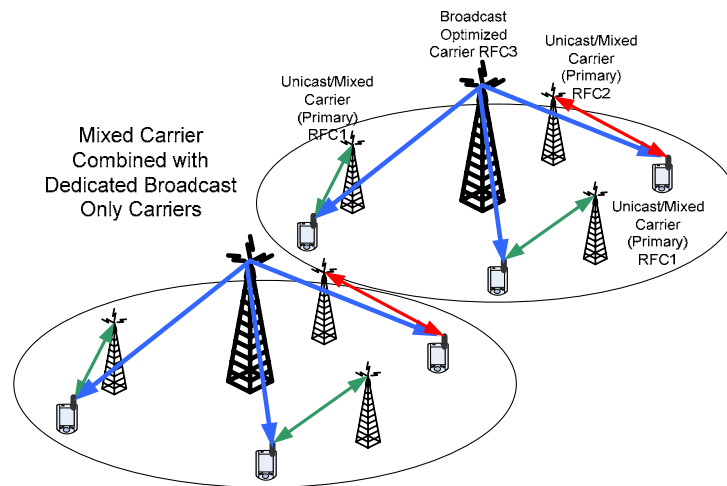 Broadcast
Optimized
Carrier RFC3
Unicast/Mixed
Carrier
(Primary)
RFC2
Unicast/Mixed
Carrier
(Primary)
RFC1
Mixed Carrier
Combined with
Dedicated Broadcast
Only Carriers
Unicast/Mixed
Carrier
(Primary)
RFC1